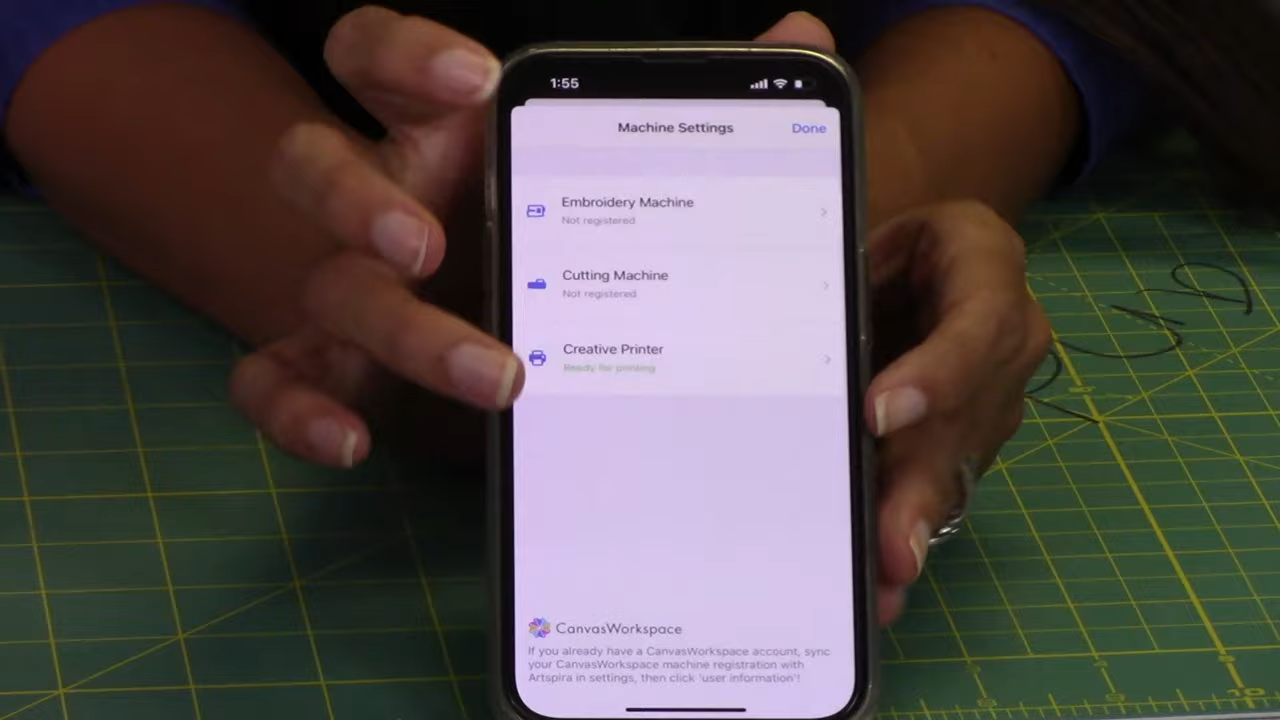 1:55
Machine Settings
Done
Embroidery Machine
Not registered
Cutting Machine
Not registered
Creative Printer
Ready for printing
CanvasWorkspace
If you already have a CanvasWorkspace account, sync
your CanvasWorkspace machine registration with
Artspira in settings, then click 'user information'!
10